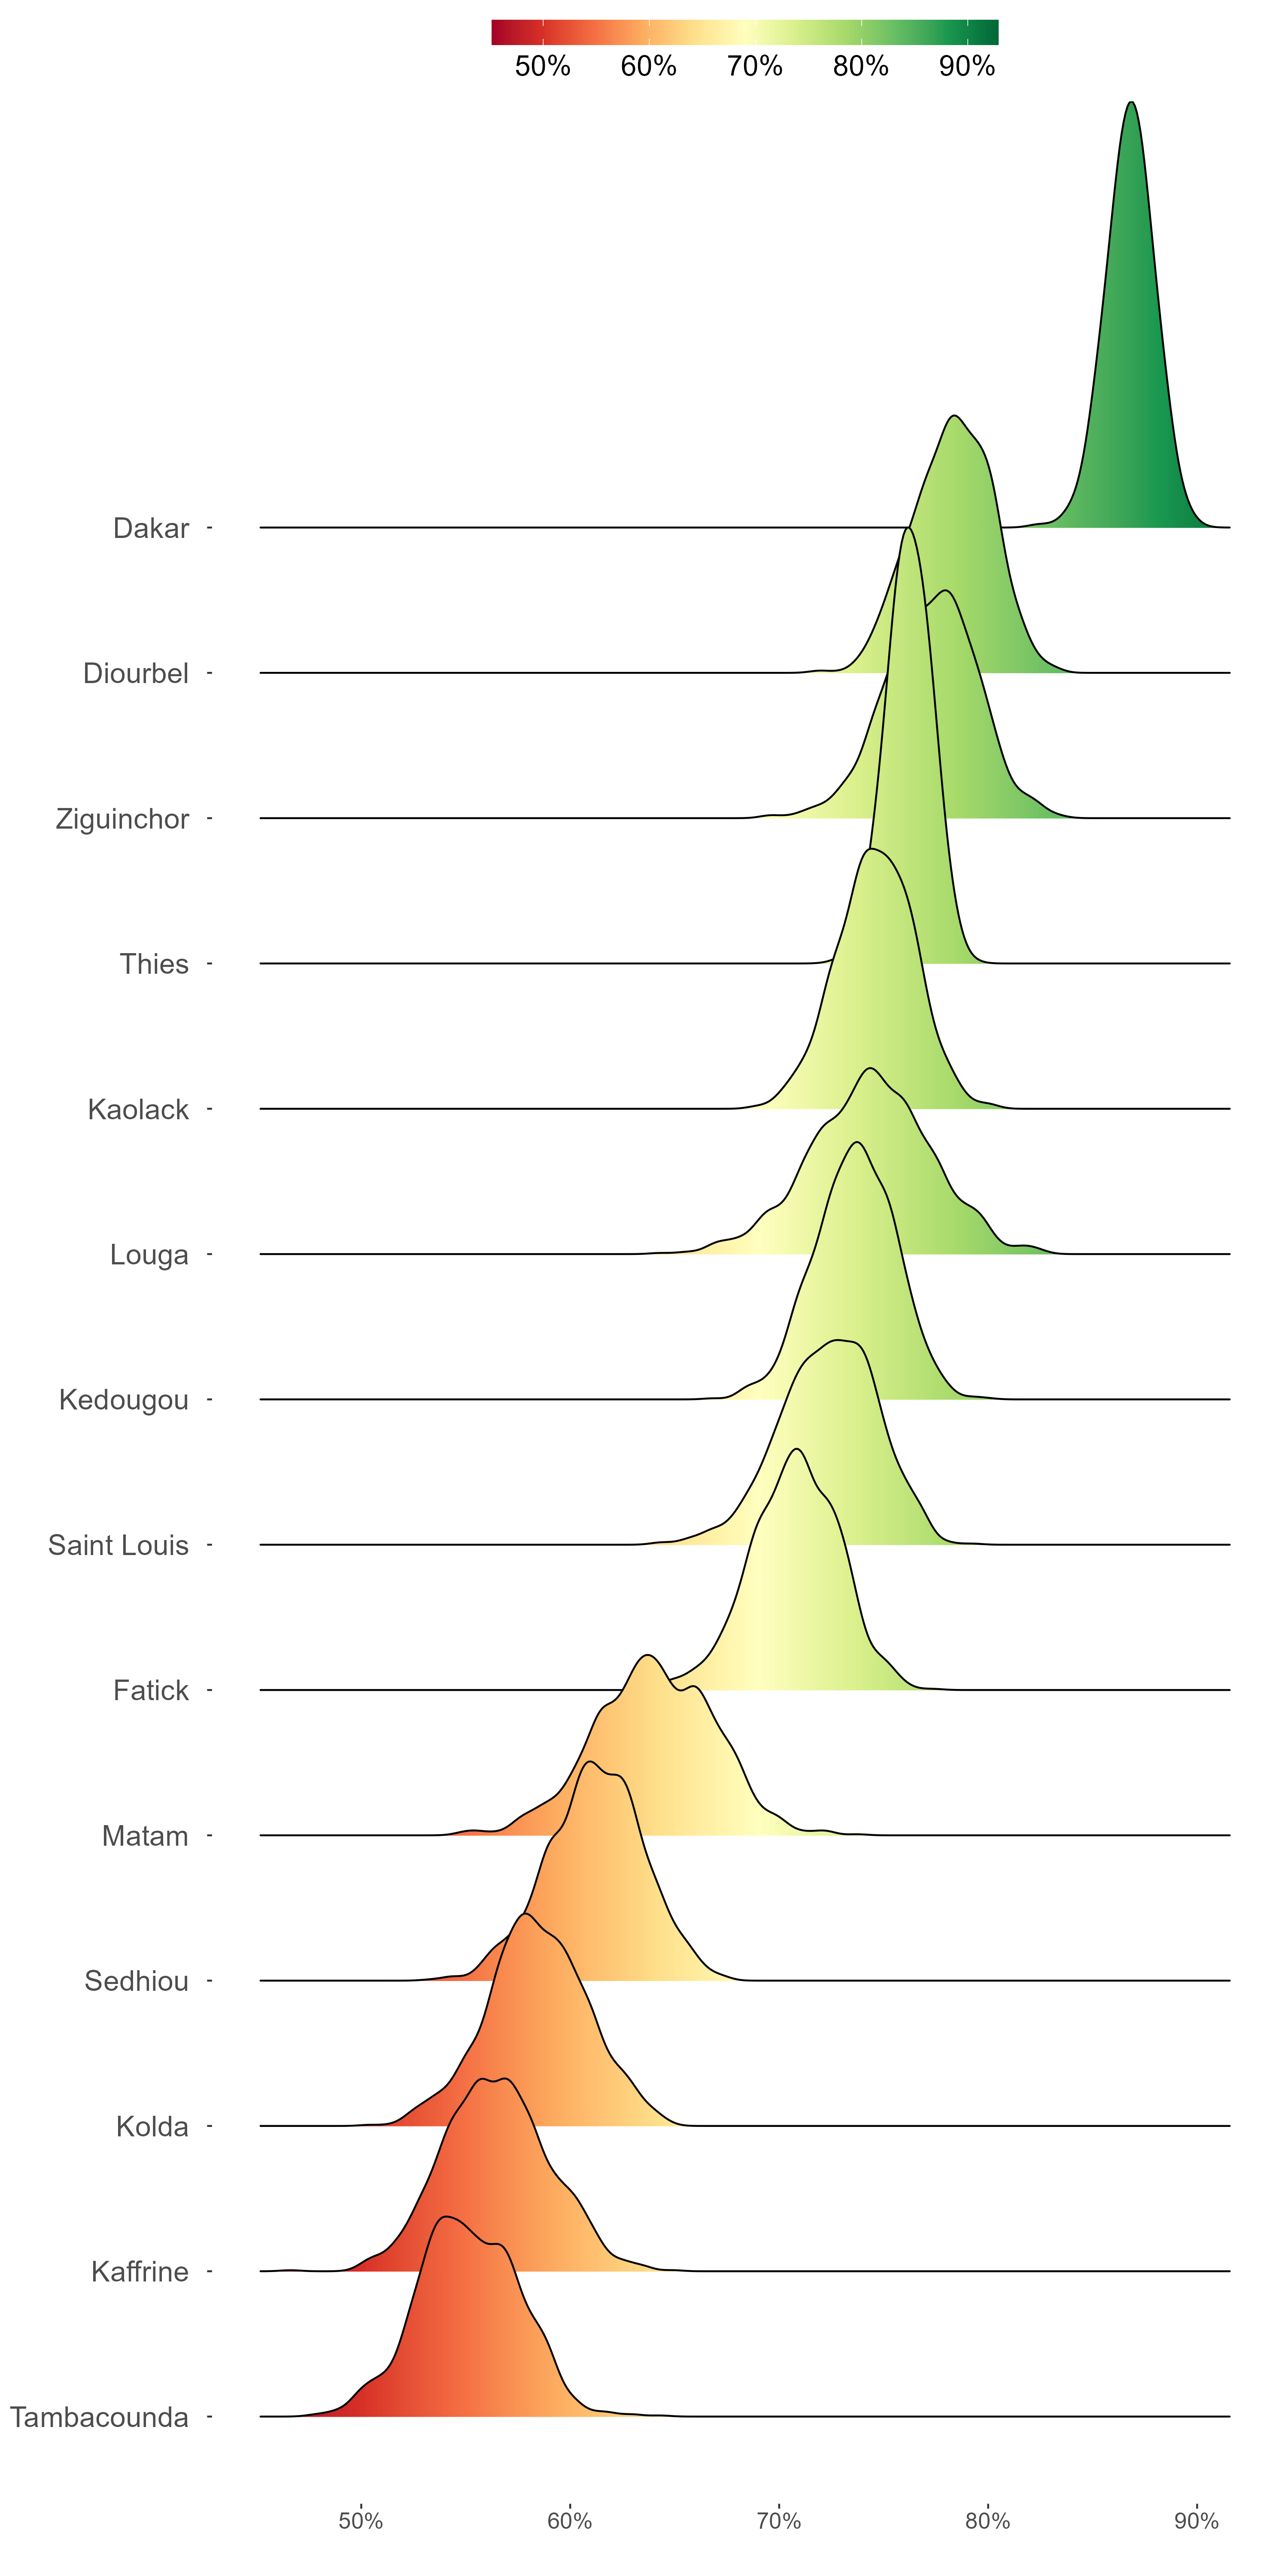 50% 60% 70% 80% 90%
Dakar
Diourbel
Ziguinchor
Thies
Kaolack
Louga
Kedougou
Saint Louis
Fatick
Matam
Sedhiou
Kolda
Kaffrine
Tambacounda
50% 60% 70% 80% 90%